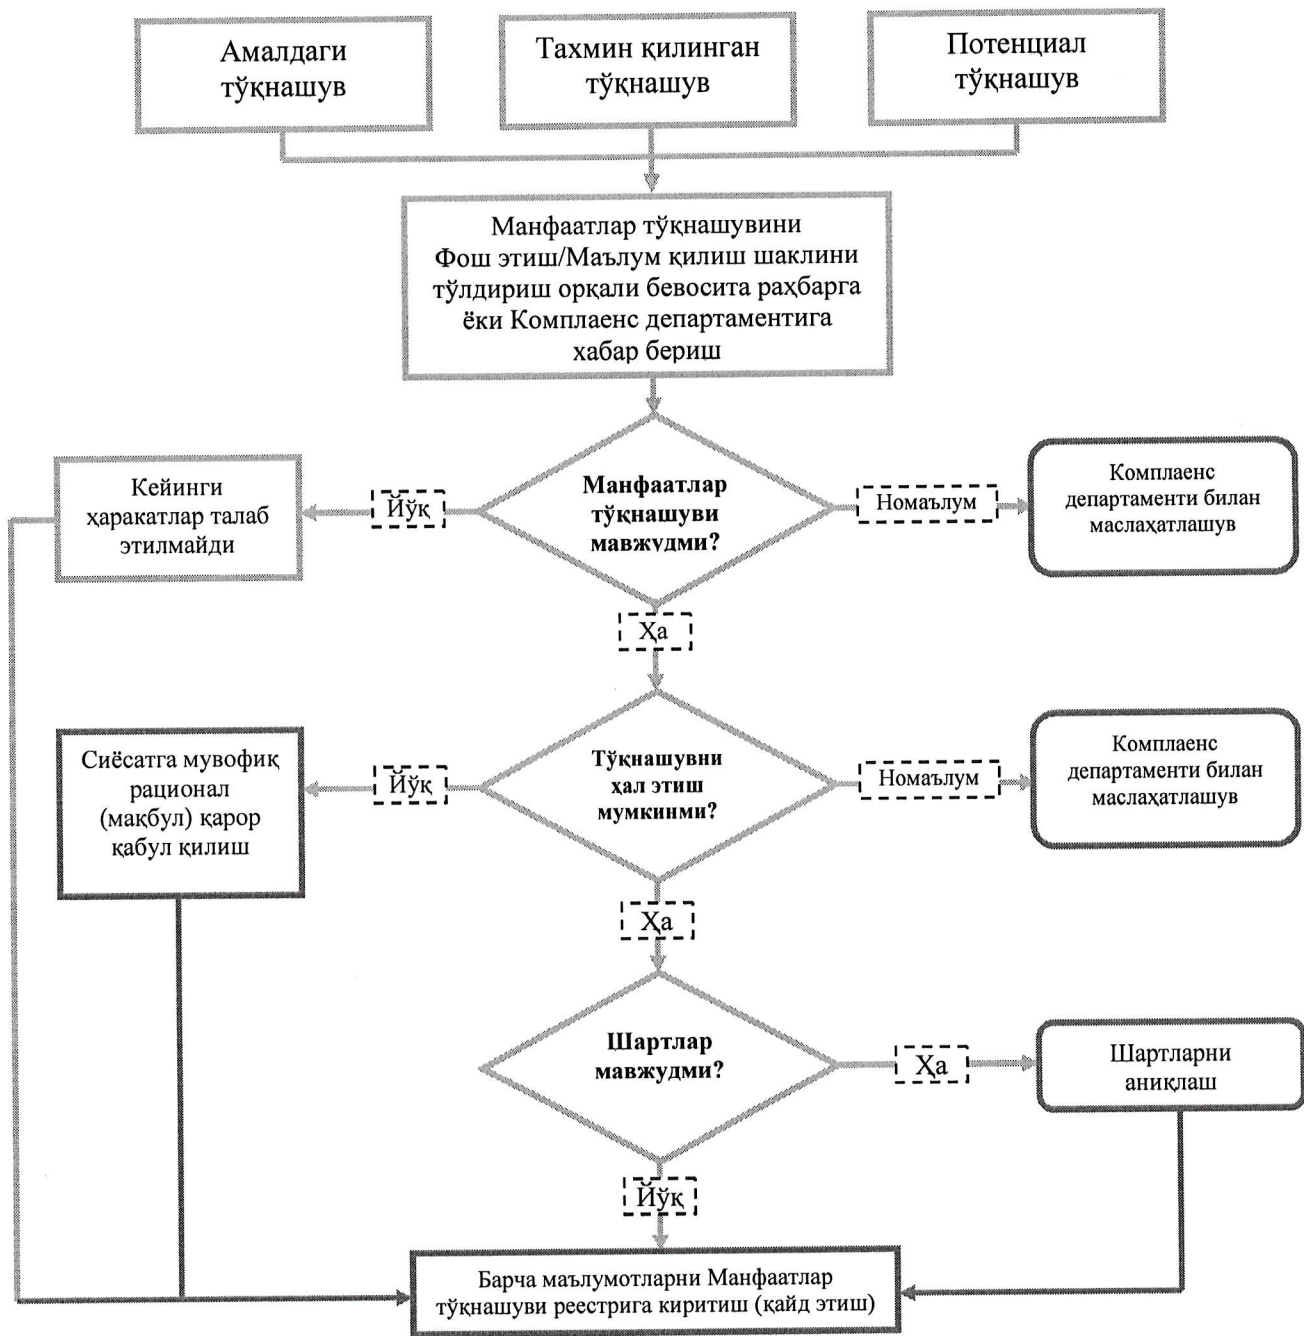 Амалдаги
тўқнашув
Тахмин қилинган
тўқнашув
Потенциал
тўқнашув
Манфаатлар тўқнашувини
Фош этиш/Маълум қилиш шаклини
тўлдириш орқали бевосита раҳбарга
ёки Комплаенс департаментига
хабар бериш
Кейинги
ҳаракатлар талаб
этилмайди
Йўқ
Манфаатлар
тўқнашуви
мавжудми?
Номаълум
Комплаенс
департаменти билан
маслаҳатлашув
Ҳа
Сиёсатга мувофиқ
рационал
(мақбул) қарор
қабул қилиш
Йўқ
Тўқнашувни
ҳал этиш
мумкинми?
Номаълум
Комплаенс
департаменти билан
маслаҳатлашув
Ҳа
Шартлар
мавжудми?
Ҳа
Шартларни
аниқлаш
Йўқ
Барча маълумотларни Манфаатлар
тўқнашуви реестрига киритиш (қайд этиш)